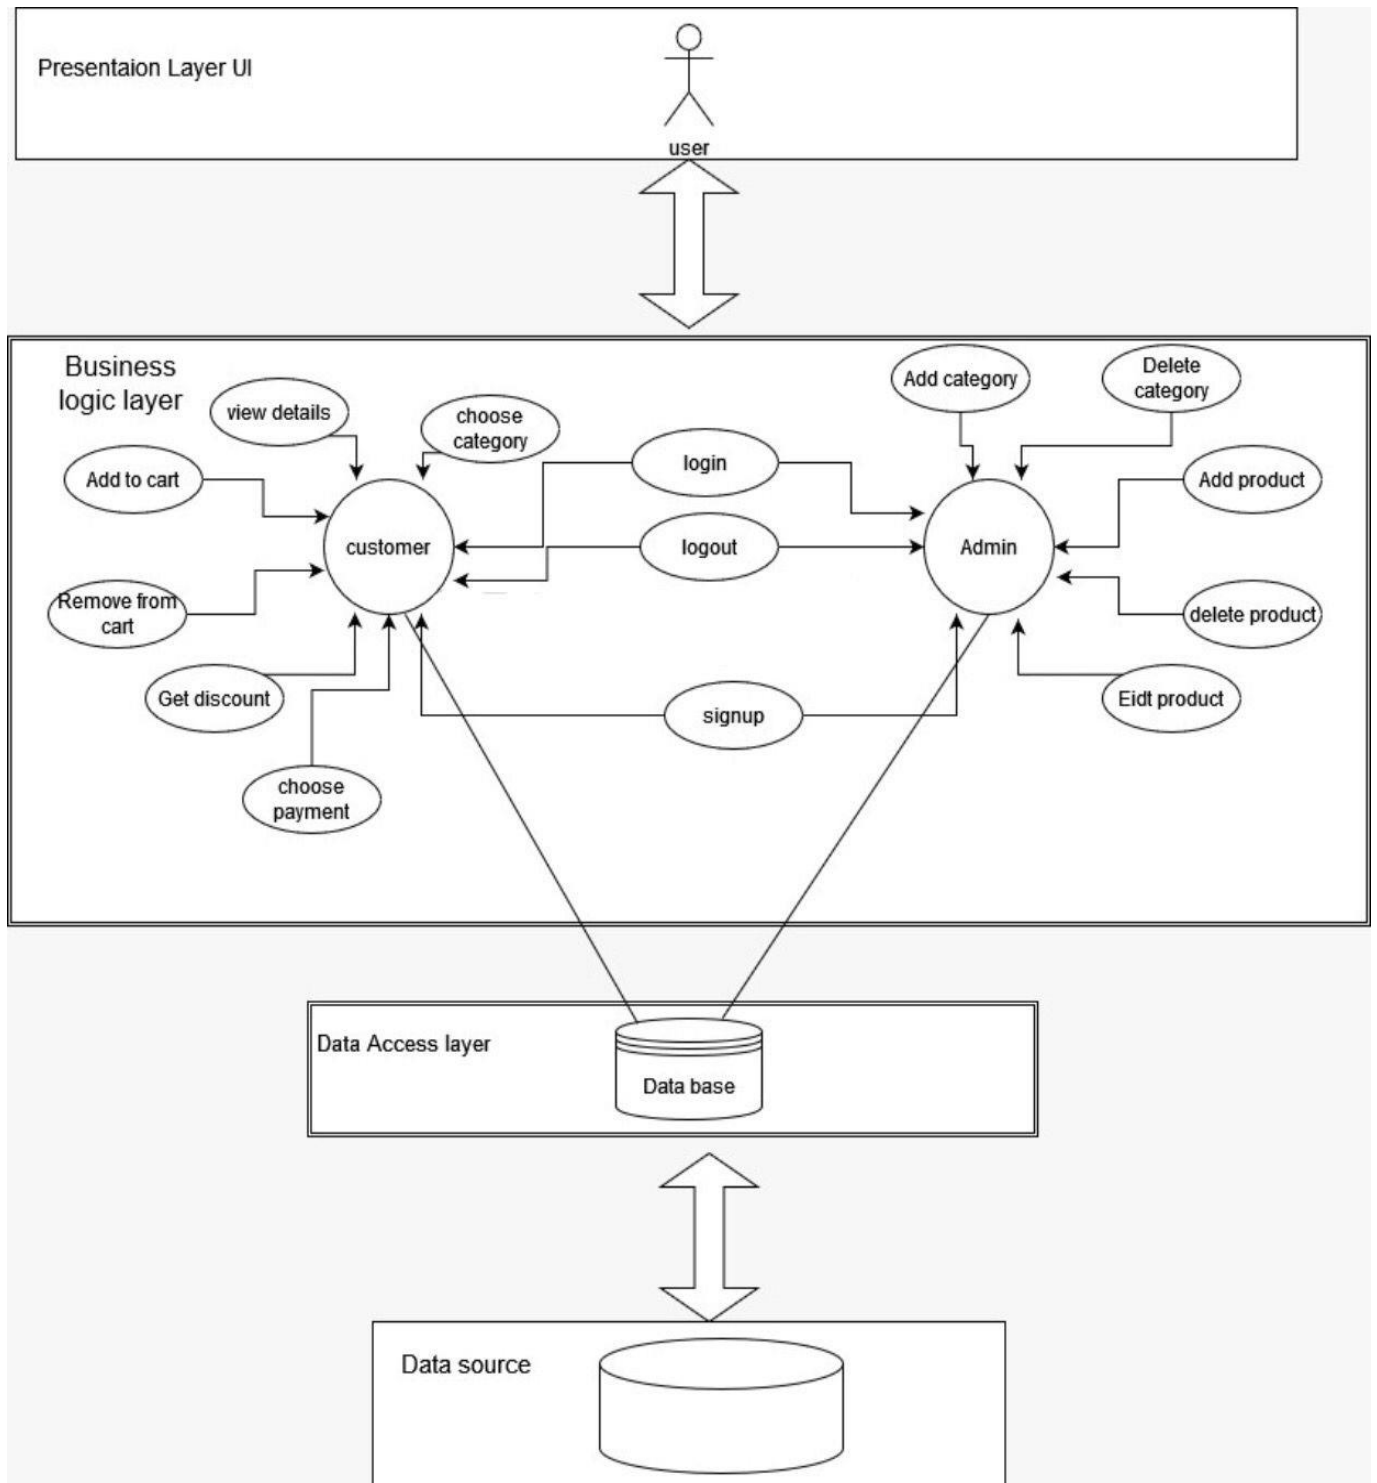 Presentaion Layer UI
user
Business
logic layer
view details
choose
category
Add to cart
customer
Remove from
cart
Get discount
choose
payment
login
logout
signup
Add category
Delete
category
Add product
Admin
delete product
Eidt product
Data Access layer
Data base
Data source